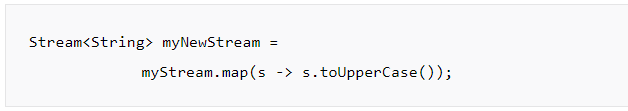 Stream<String> myNewStream =
myStream.map(s -> s.toUpperCase());